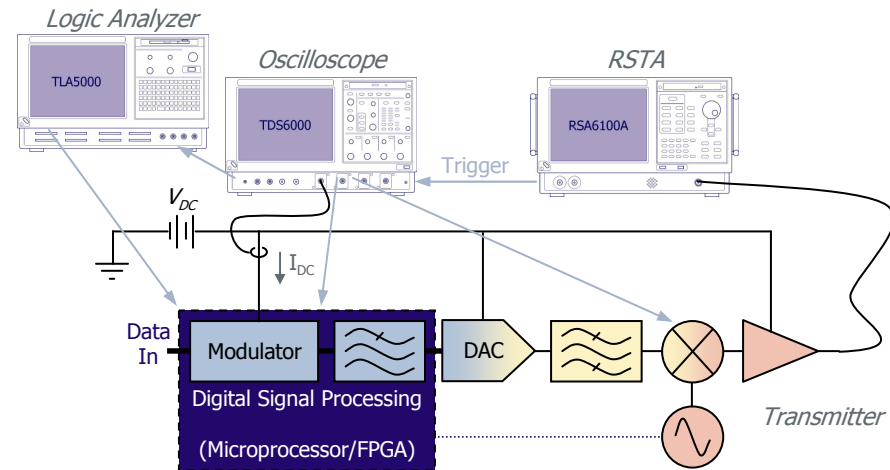 Logic Analyzer
Oscilloscope
RSTA
TLA5000
TDS6000
RSA6100A
Trigger
VDC
IDC
Data
In
Modulator
DAC
Digital Signal Processing
(Microprocessor/FPGA)
Transmitter